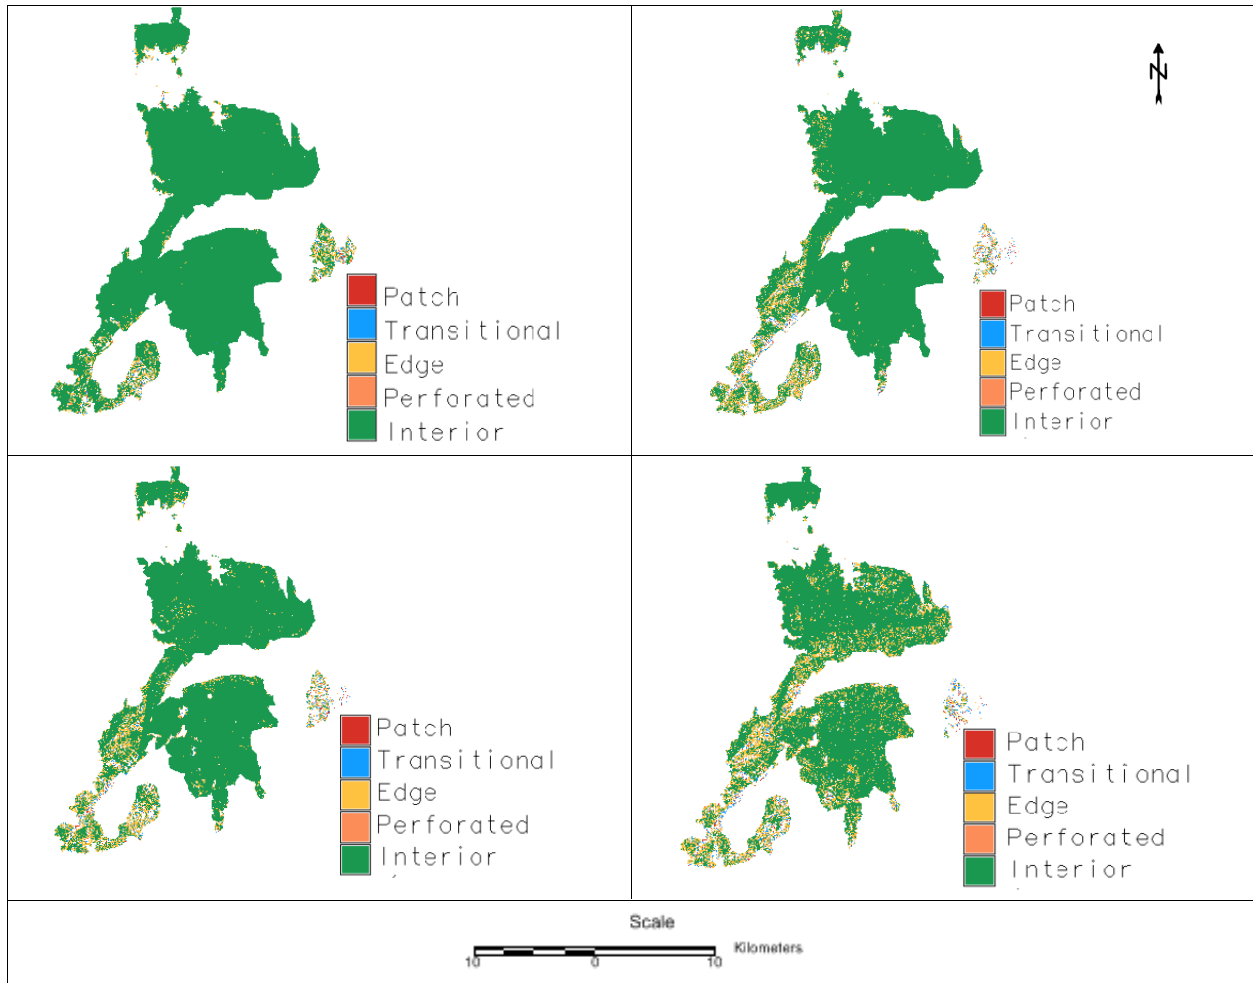 N
Patch
Transitional
Edge
Perforated
Interior
Patch
Transitional
Edge
Perforated
Interior
Patch
Transitional
Edge
Perforated
Interior
Patch
Transitional
Edge
Perforated
Interior
Scale
10 0 10 Kilometers